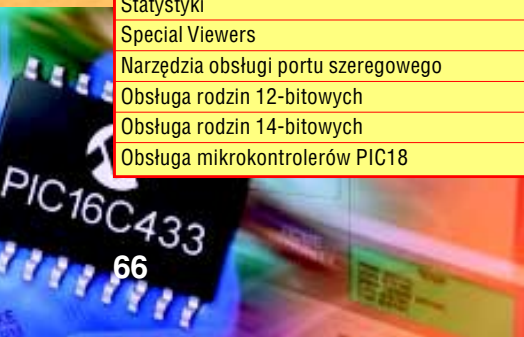 Statystyki
Special Viewers
Narzędzia obsługi portu szeregowego
Obsługa rodzin 12-bitowych
Obsługa rodzin 14-bitowych
Obsługa mikrokontrolerów PIC18
PIC16C433
66